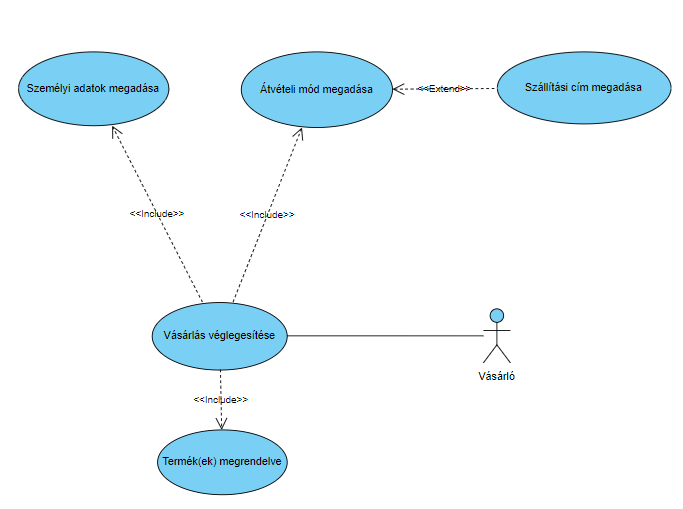 Személyi adatok megadása
Átvételi mód megadása
<<Extend>>
Szállítási cím megadása
<<Include>>
<<Include>>
Vásárlás véglegesítése
Vásárló
<<Include>>
Termék(ek) megrendelve